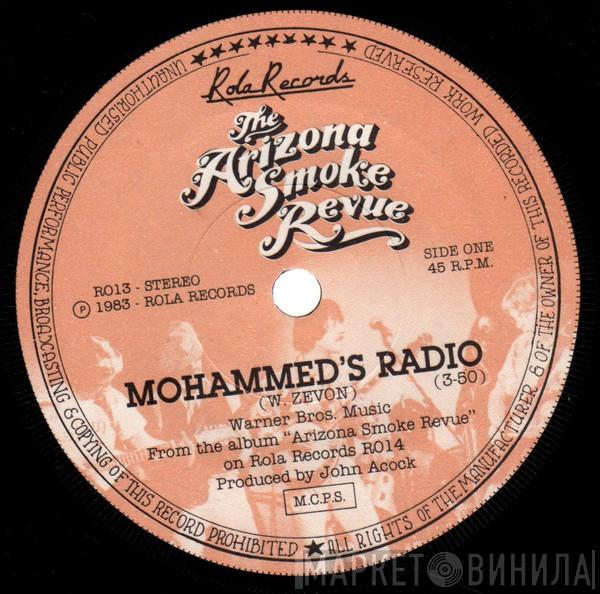 UNAUTHORISED PUBLIC PERFORMANCE, BROADCASTING & COPYING OF THIS RECORD PROHIBITED ★ ALL RIGHTS OF THE MANUFACTURER & OF THE OWNER OF THIS RECORDED WORK RESERVED ★★★★★★★★
Rola Records
The
Arizona
Smoke
Revue
R013 - STEREO
℗ 1983 - ROLA RECORDS
SIDE ONE
45 R.P.M.
MOHAMMED'S RADIO
(W. ZEVON)
(3-50)
Warner Bros. Music
From the album "Arizona Smoke Revue"
on Rola Records R014
Produced by John Acock
M.C.P.S.
МАРКЕТ ВИНИЛА